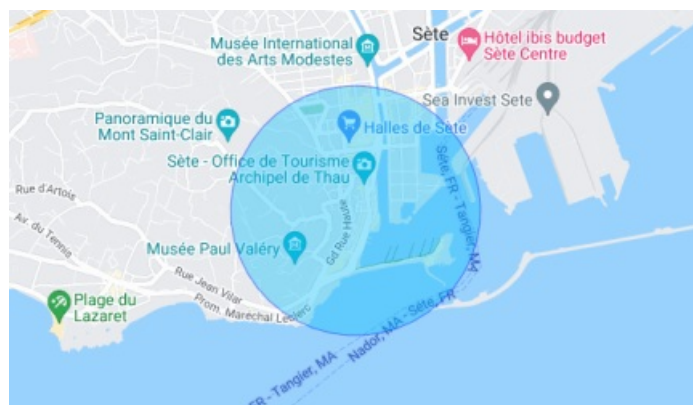 Sète
Musée International
des Arts Modestes
Hôtel ibis budget
Sète Centre
Sea Invest Sete
Panoramique du
Mont Saint-Clair
Halles de Sète
Sète - Office de Tourisme
Archipel de Thau
Sète, FR - Tangier, MA
Rue d'Artois
Av. du Tennis
Gd Rue Haute
Musée Paul Valéry
Rue Jean Vilar
Prom. Maréchal Leclerc
Plage du
Lazaret
Nador, MA - Sète, FR
FR - Tangier, MA